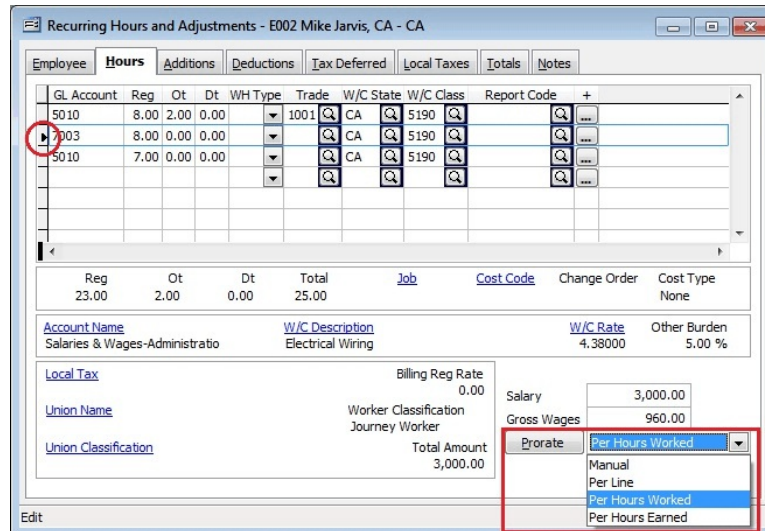 Recurring Hours and Adjustments - E002 Mike Jarvis, CA - CA
Employee Hours Additions Deductions Tax Deferred Local Taxes Totals Notes
GL Account Reg Ot Dt WH Type Trade W/C State W/C Class Report Code +
5010 8.00 2.00 0.00 1001 CA 5190 ...
7003 8.00 0.00 0.00 CA 5190 ...
5010 7.00 0.00 0.00 CA 5190 ...
...
Reg Ot Dt Total Job Cost Code Change Order Cost Type
23.00 2.00 0.00 25.00 None
Account Name W/C Description W/C Rate Other Burden
Salaries & Wages-Administratio Electrical Wiring 4.38000 5.00 %
Local Tax Billing Reg Rate
0.00
Union Name Worker Classification
Journey Worker
Union Classification Total Amount
3,000.00
Salary 3,000.00
Gross Wages 960.00
Prorate Per Hours Worked
Manual
Per Line
Per Hours Worked
Per Hours Earned
Edit